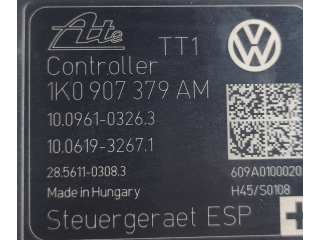 Ate TT1
Controller
1K0 907 379 AM
10.0961-0326.3
10.0619-3267.1
28.5611-0308.3
609A0100020
Made in Hungary
H45/S0108
Steuergeraet ESP